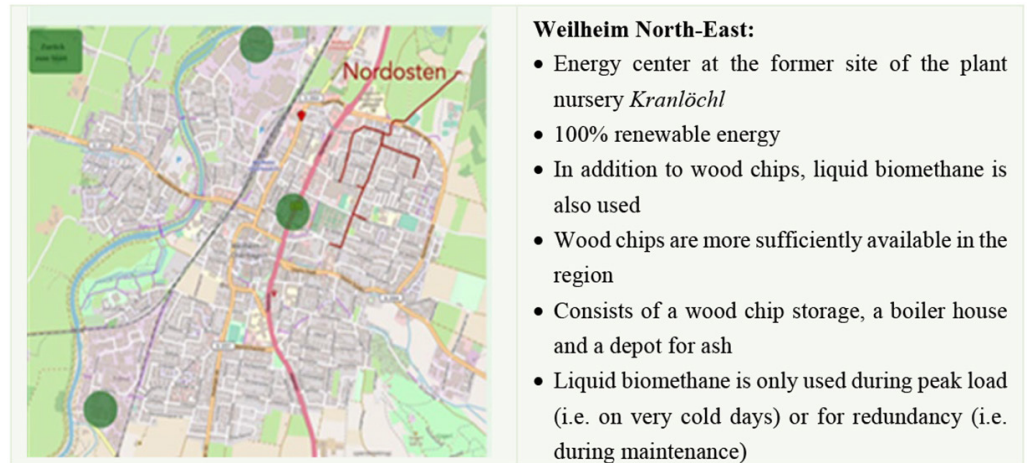 Zurück
zum Start
Nordosten
Weilheim North-East:
• Energy center at the former site of the plant
nursery Kranlöchl
• 100% renewable energy
• In addition to wood chips, liquid biomethane is
also used
• Wood chips are more sufficiently available in the
region
• Consists of a wood chip storage, a boiler house
and a depot for ash
• Liquid biomethane is only used during peak load
(i.e. on very cold days) or for redundancy (i.e.
during maintenance)